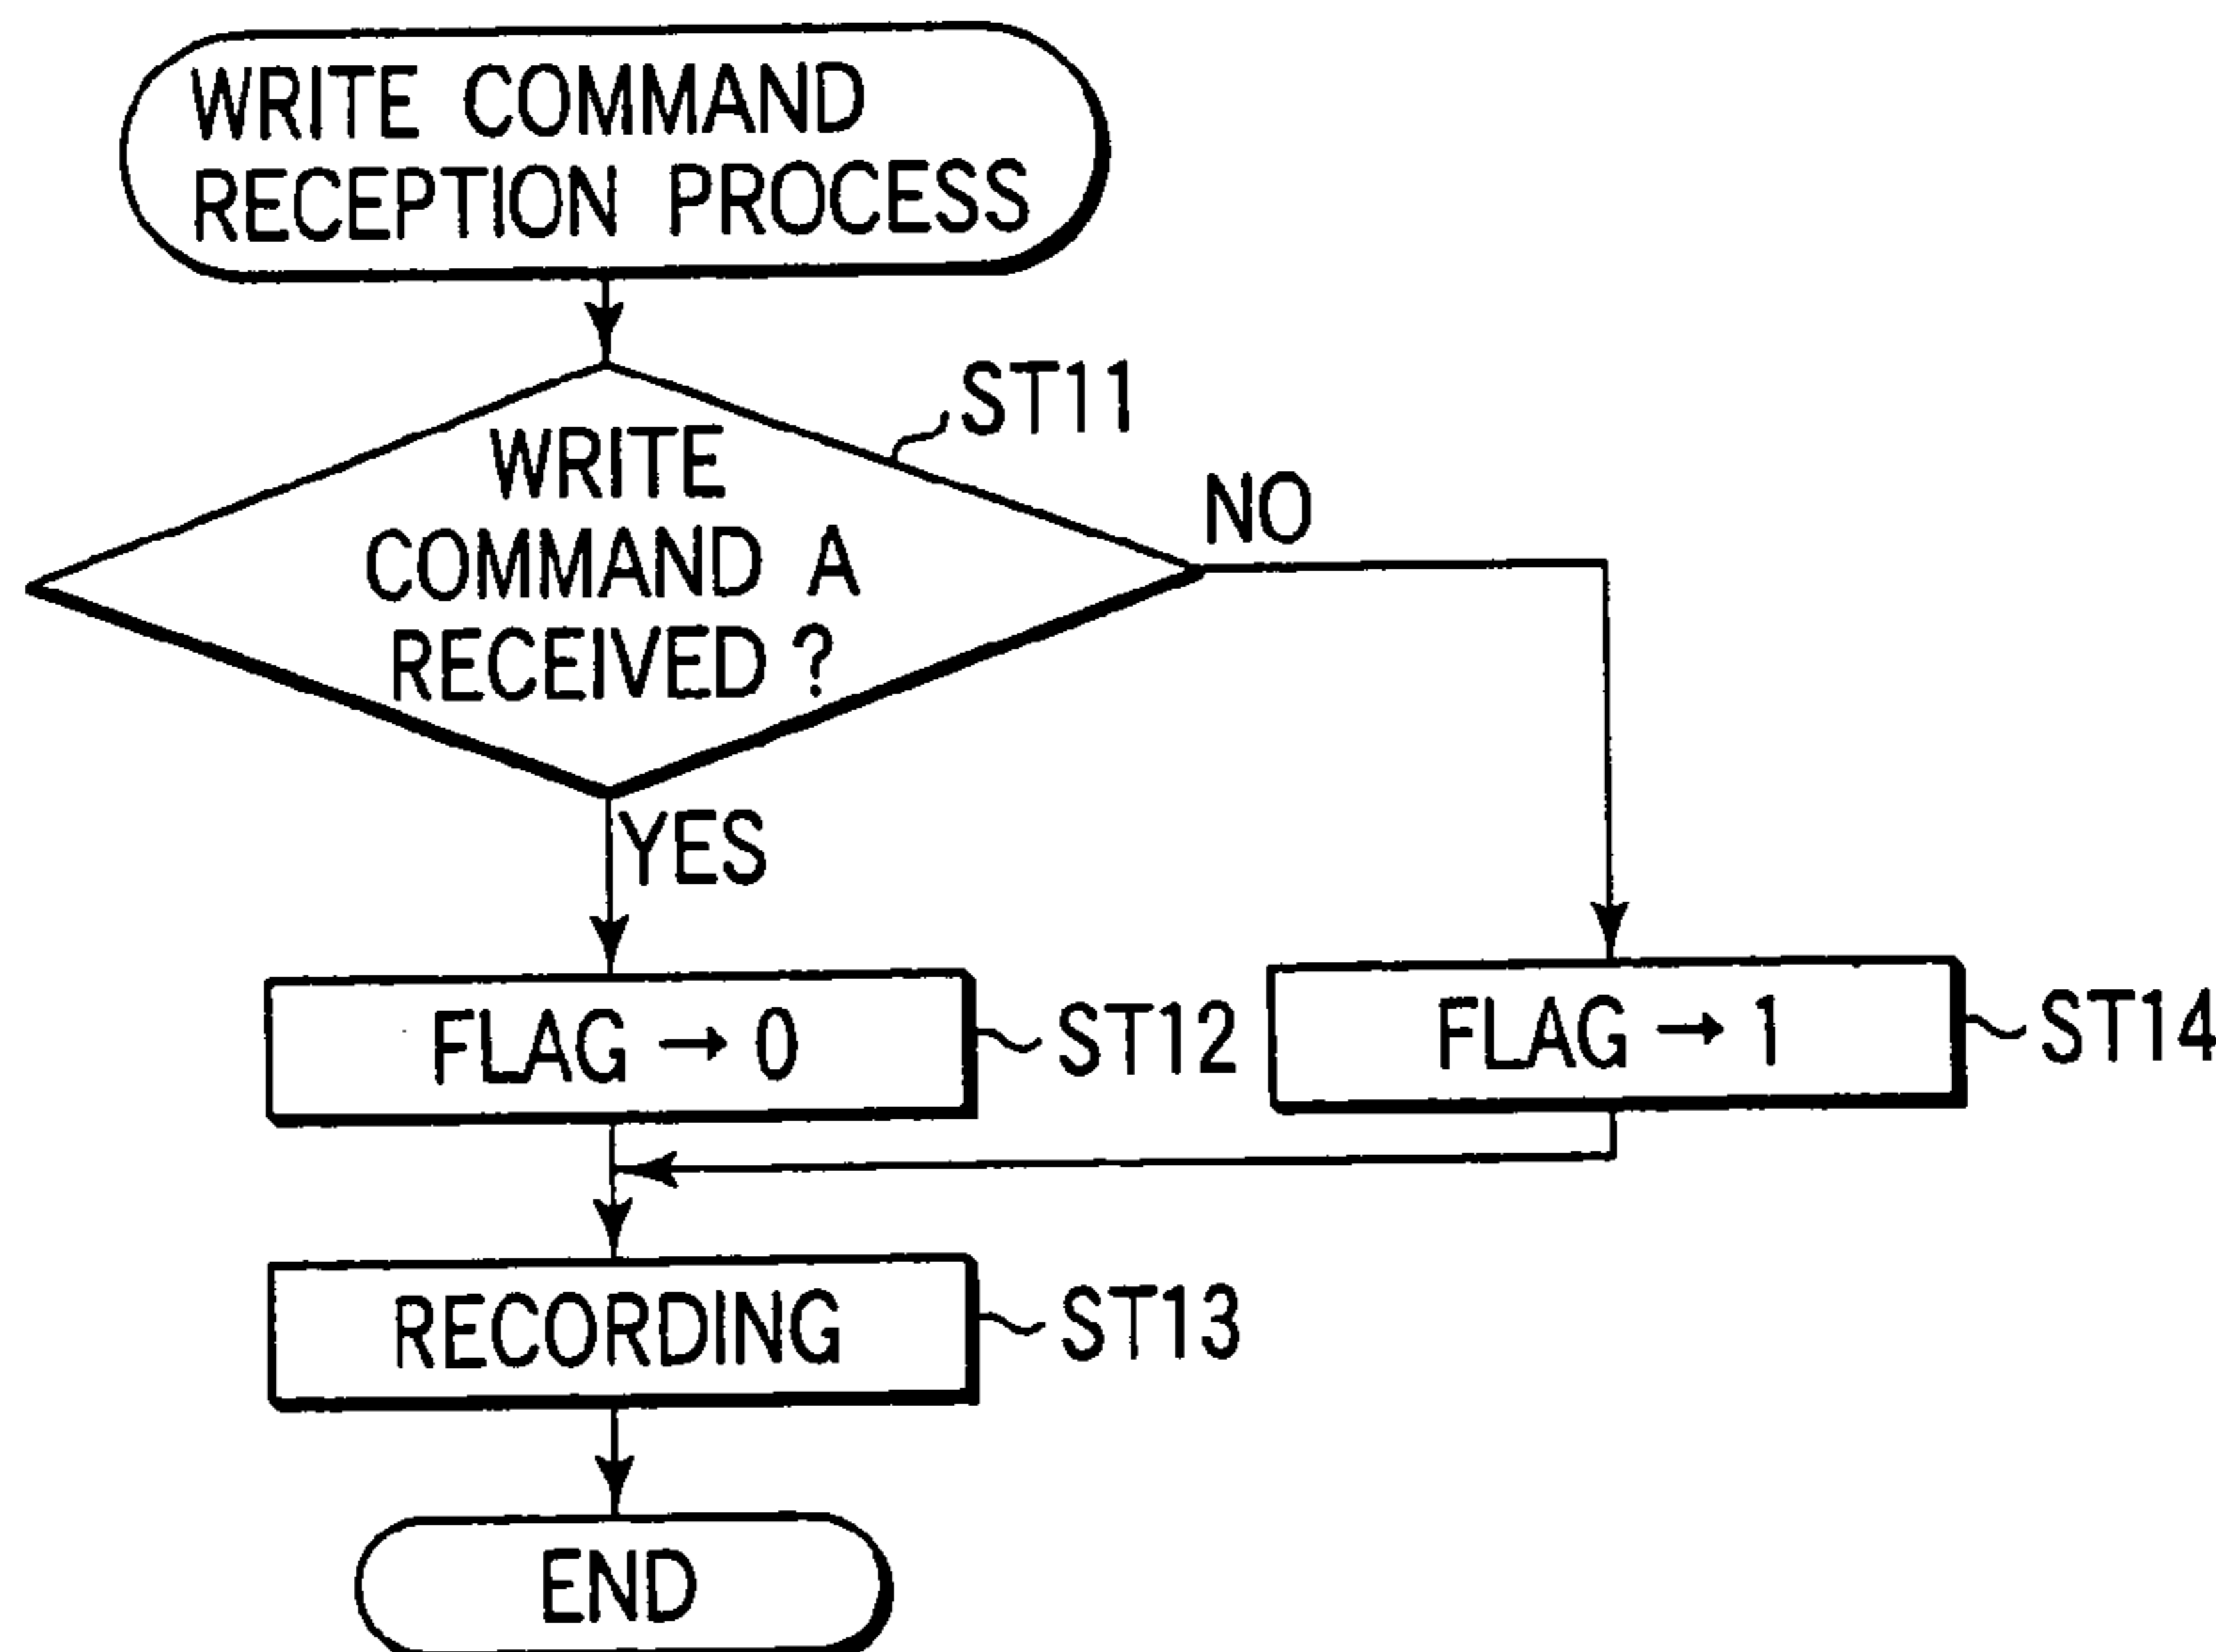 WRITE COMMAND
RECEPTION PROCESS
ST11
WRITE
COMMAND A
RECEIVED ?
NO
YES
FLAG → 0
ST12
FLAG → 1
ST14
RECORDING
ST13
END